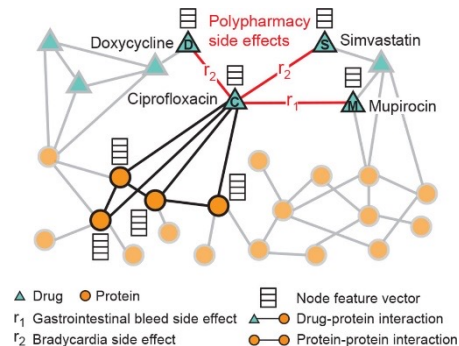 Polypharmacy
side effects
Doxycycline
D
S
Simvastatin
r2
r2
Ciprofloxacin
C
r1
M
Mupirocin
Drug
Protein
Node feature vector
r1 Gastrointestinal bleed side effect
Drug-protein interaction
r2 Bradycardia side effect
Protein-protein interaction